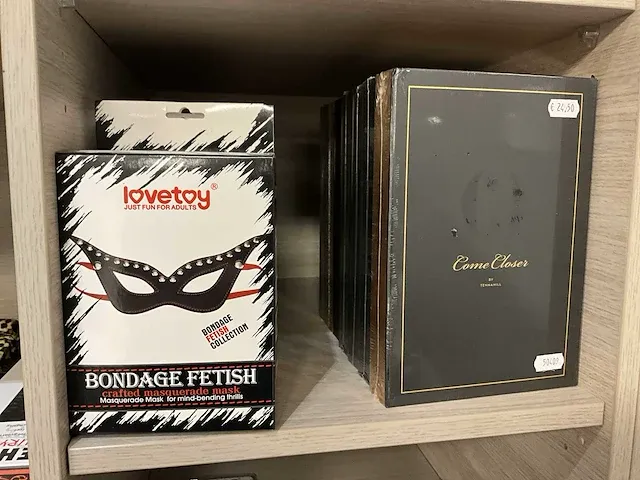 lovetoy®
JUST FUN FOR ADULTS
BONDAGE
FETISH
COLLECTION
BONDAGE FETISH
crafted masquerade mask
Masquerade Mask for mind-bending thrills
€ 24,50
Come Closer
BY
50407